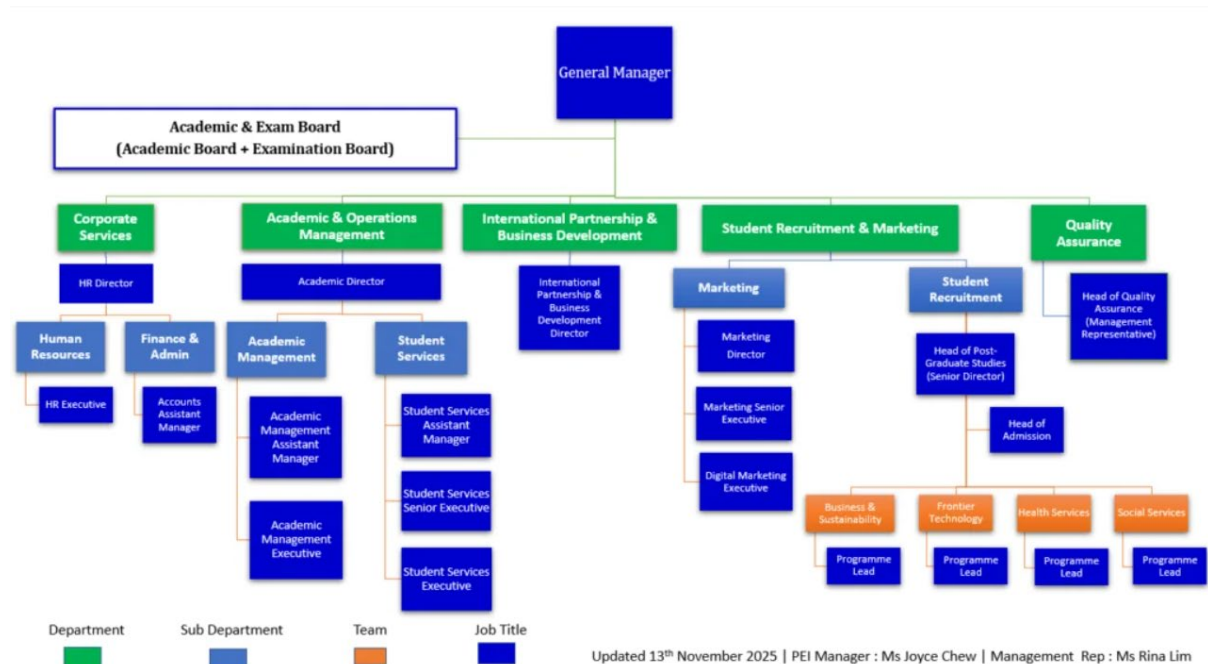 General Manager
Academic & Exam Board
(Academic Board + Examination Board)
Corporate
Services
Academic & Operations
Management
International Partnership &
Business Development
Student Recruitment & Marketing
Quality
Assurance
HR Director
Academic Director
International
Partnership &
Business
Development
Director
Marketing
Student
Recruitment
Head of Quality
Assurance
(Management
Representative)
Human
Resources
Finance &
Admin
Academic
Management
Student
Services
Marketing
Director
Head of Post-
Graduate Studies
(Senior Director)
HR Executive
Accounts
Assistant
Manager
Academic
Management
Assistant
Manager
Student Services
Assistant
Manager
Marketing Senior
Executive
Head of
Admission
Digital Marketing
Executive
Student Services
Senior Executive
Academic
Management
Executive
Student Services
Executive
Business &
Sustainability
Frontier
Technology
Health Services
Social Services
Programme
Lead
Programme
Lead
Programme
Lead
Programme
Lead
Department
Sub Department
Team
Job Title
Updated 13th November 2025 | PEI Manager : Ms Joyce Chew | Management Rep : Ms Rina Lim